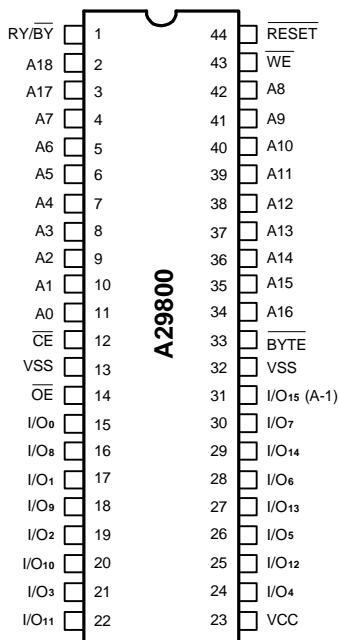 RY/BY 1 44 RESET
A18 2 43 WE
A17 3 42 A8
A7 4 41 A9
A6 5 40 A10
A5 6 39 A11
A4 7 38 A12
A3 8 37 A13
A2 9 36 A14
A1 10 35 A15
A0 11 34 A16
CE 12 33 BYTE
VSS 13 32 VSS
OE 14 31 I/O15 (A-1)
I/O0 15 30 I/O7
I/O8 16 29 I/O14
I/O1 17 28 I/O6
I/O9 18 27 I/O13
I/O2 19 26 I/O5
I/O10 20 25 I/O12
I/O3 21 24 I/O4
I/O11 22 23 VCC
A29800